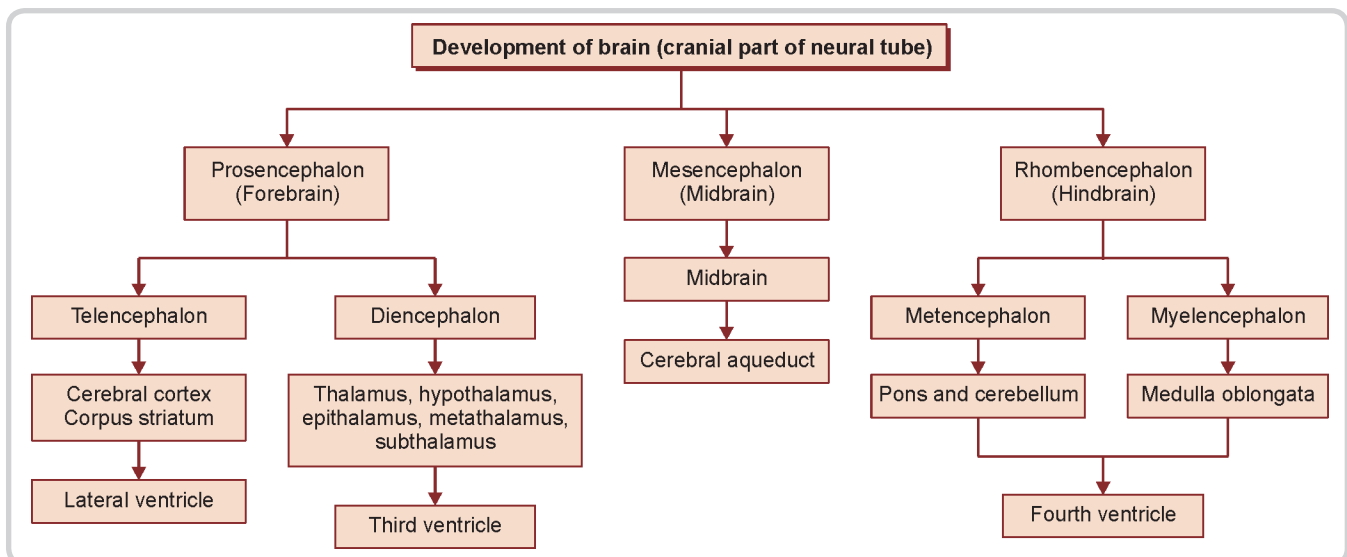 Development of brain (cranial part of neural tube)
Prosencephalon
(Forebrain)
Mesencephalon
(Midbrain)
Rhombencephalon
(Hindbrain)
Telencephalon
Diencephalon
Midbrain
Metencephalon
Myelencephalon
Cerebral cortex
Corpus striatum
Thalamus, hypothalamus,
epithalamus, metathalamus,
subthalamus
Cerebral aqueduct
Pons and cerebellum
Medulla oblongata
Lateral ventricle
Third ventricle
Fourth ventricle